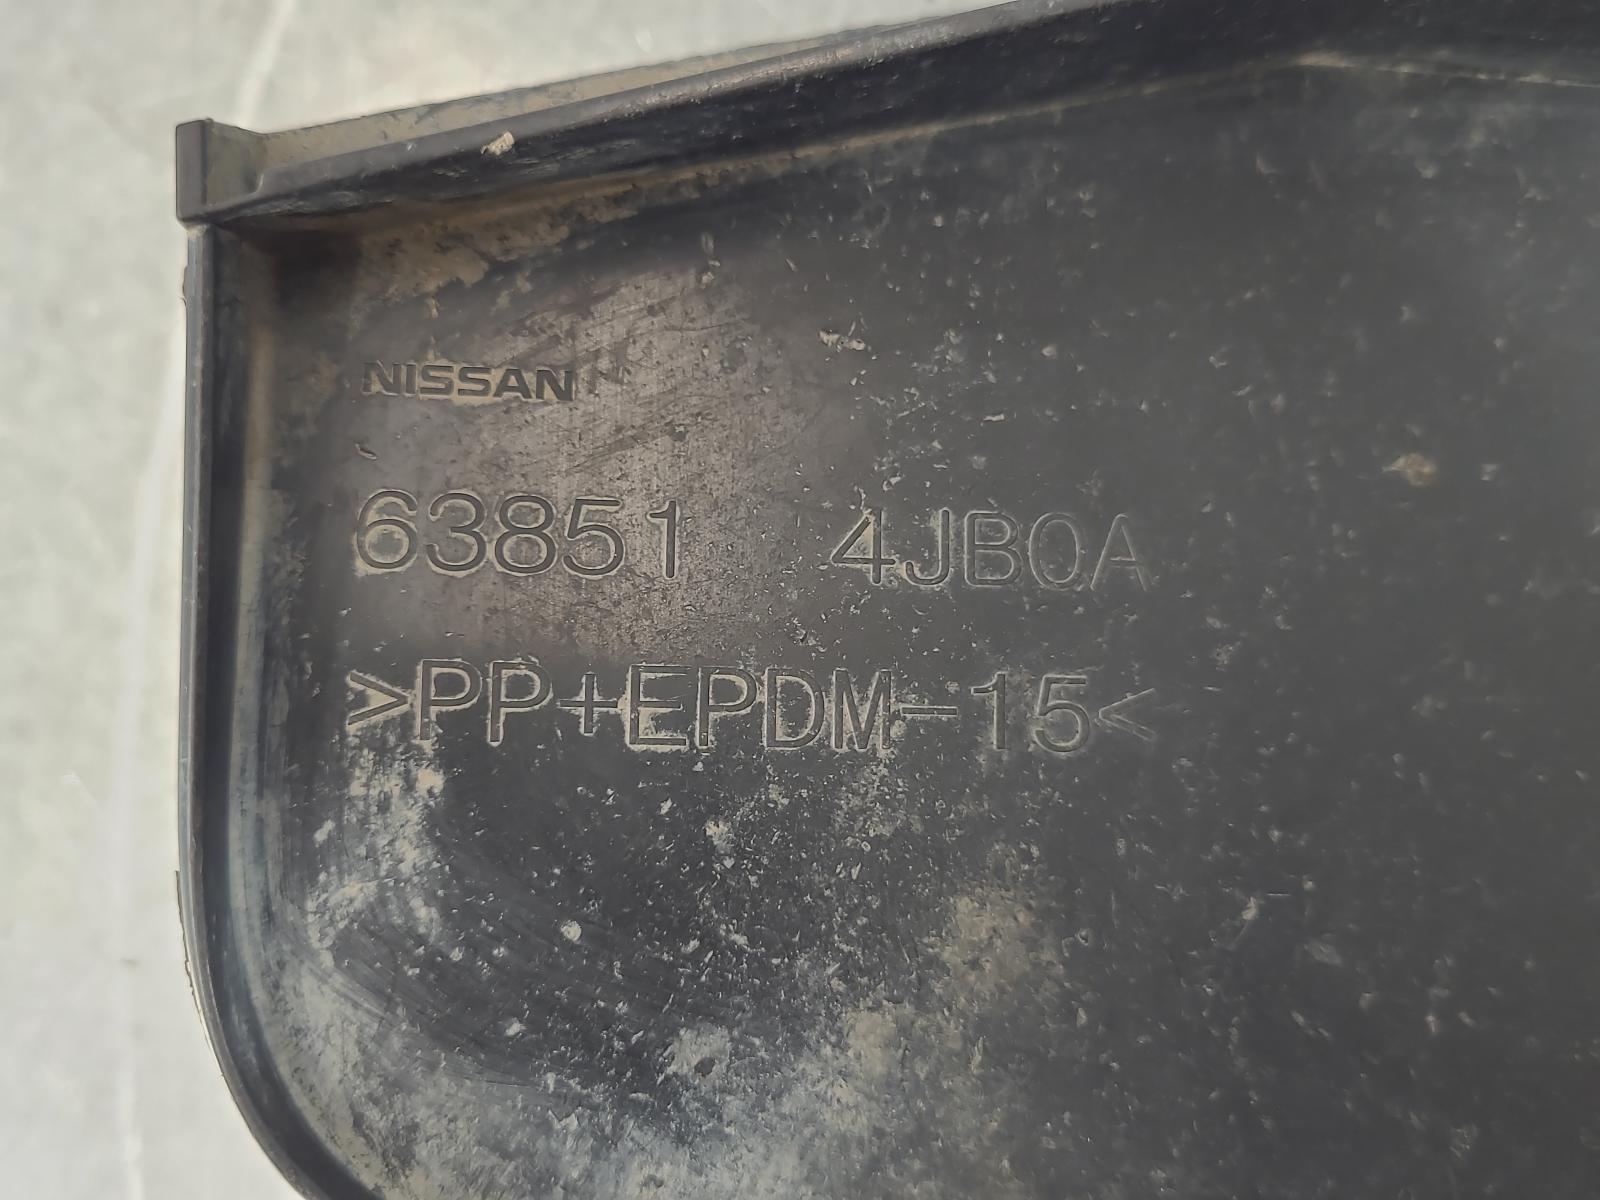 NISSAN
63851 4JB0A
>PP+EPDM-15<